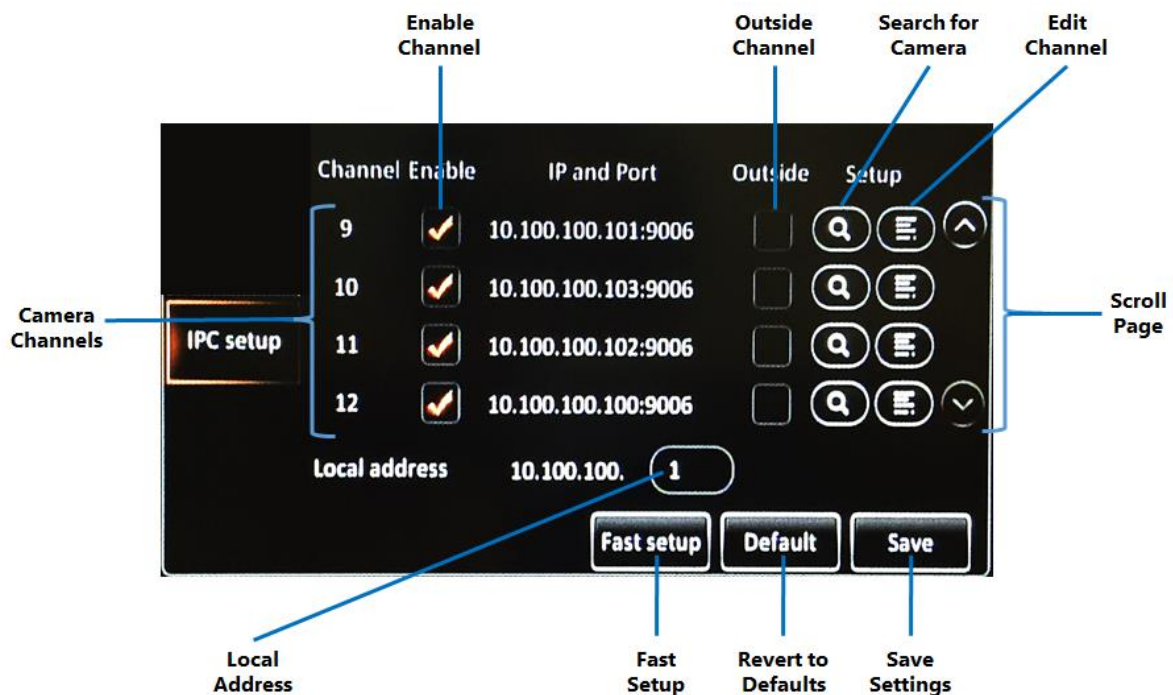 Enable
Channel
Outside
Channel
Search for
Camera
Edit
Channel
Channel Enable IP and Port Outside Setup
9 10.100.100.101:9006
10 10.100.100.103:9006
11 10.100.100.102:9006
12 10.100.100.100:9006
Camera
Channels
IPC setup
Scroll
Page
Local address 10.100.100. 1
Fast setup Default Save
Local
Address
Fast
Setup
Revert to
Defaults
Save
Settings